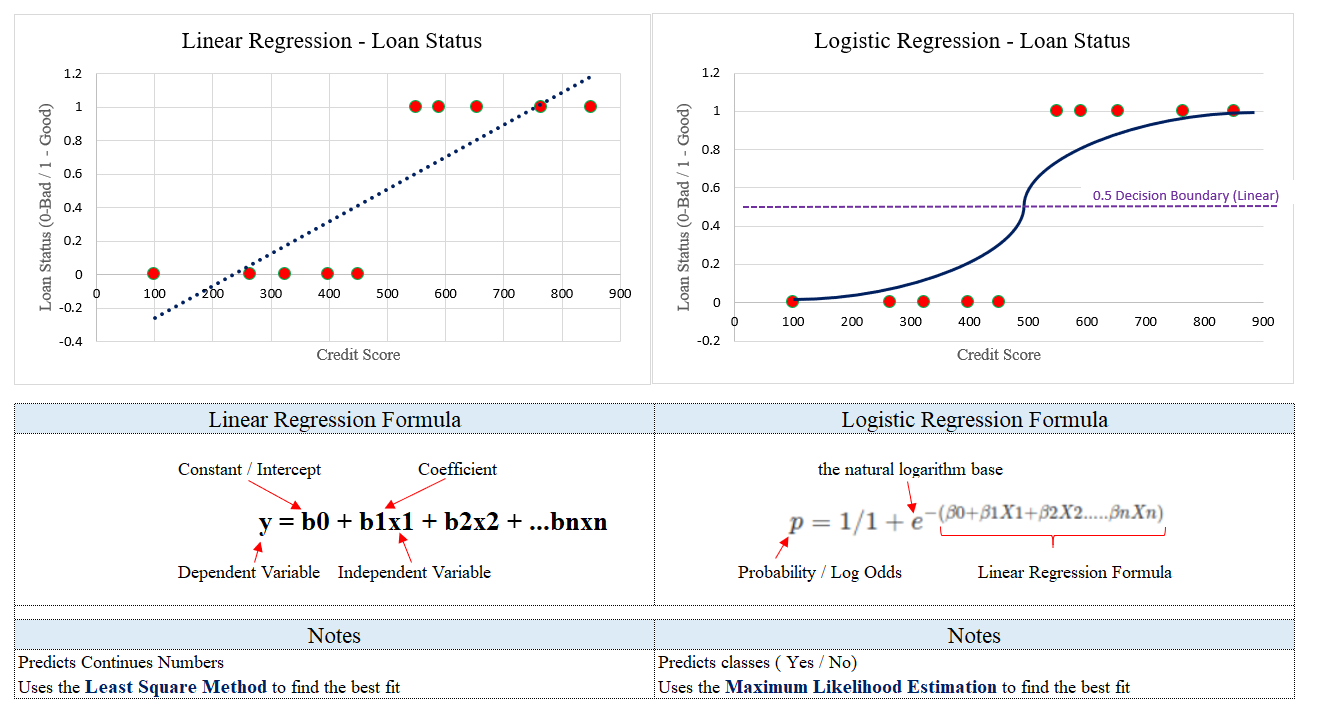 Linear Regression - Loan Status
Loan Status (0-Bad / 1 - Good)
1.2
1
0.8
0.6
0.4
0.2
0
-0.2
-0.4
0 100 200 300 400 500 600 700 800 900
Credit Score
Logistic Regression - Loan Status
Loan Status (0-Bad / 1 - Good)
1.2
1
0.8
0.6
0.4
0.2
0
-0.2
0.5 Decision Boundary (Linear)
0 100 200 300 400 500 600 700 800 900
Credit Score
Linear Regression Formula
Constant / Intercept
Coefficient
y = b0 + b1x1 + b2x2 + ...bnxn
Dependent Variable
Independent Variable
Logistic Regression Formula
the natural logarithm base
p = 1/1 + e^−(β0+β1X1+β2X2.....βnXn)
Probability / Log Odds
Linear Regression Formula
Notes
Predicts Continues Numbers
Uses the Least Square Method to find the best fit
Notes
Predicts classes ( Yes / No)
Uses the Maximum Likelihood Estimation to find the best fit